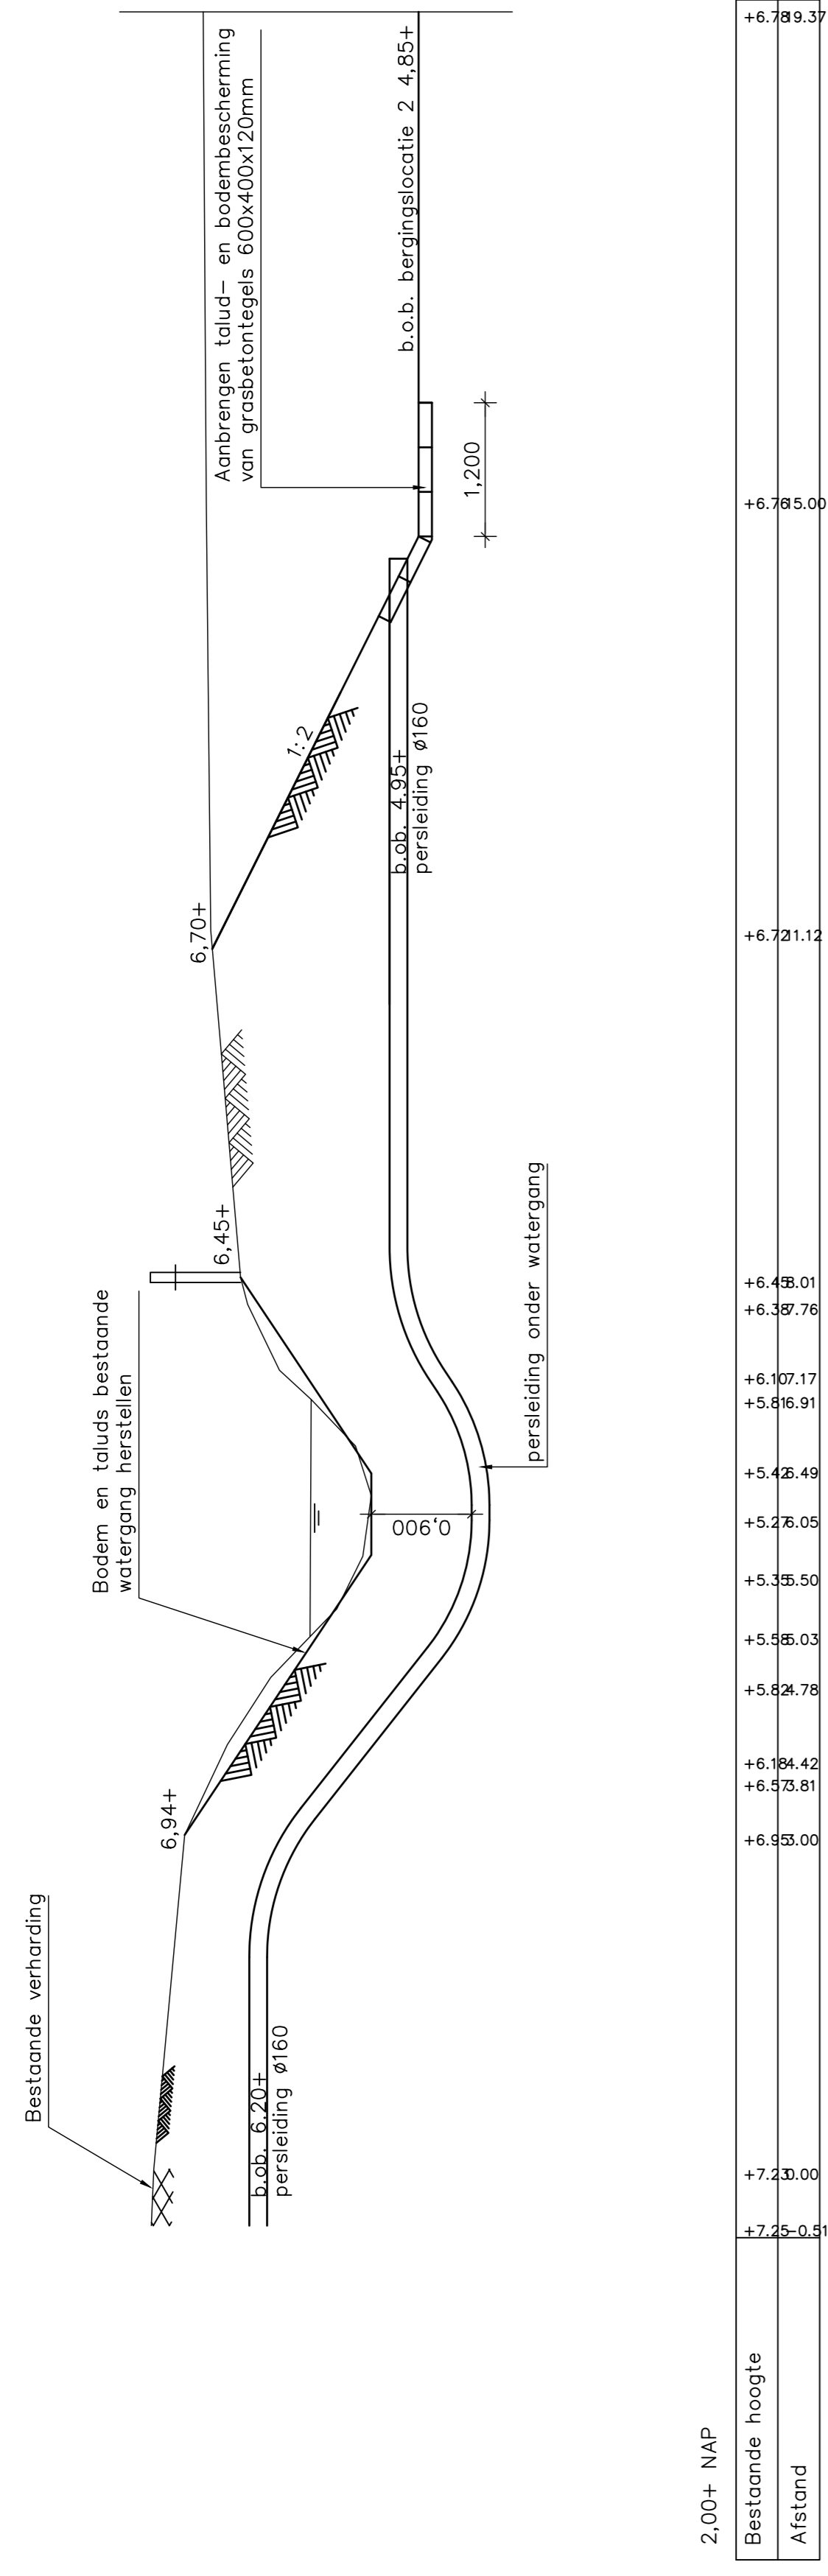 Bestaande verharding
b.ob. 6.20+
persleiding ø160
6,94+
Bodem en taluds bestaande
watergang herstellen
0,900
persleiding onder watergang
6,45+
6,70+
1:2
b.ob. 4.95+
persleiding ø160
1,200
Aanbrengen talud- en bodembescherming
van grasbetontegels 600x400x120mm
b.o.b. bergingslocatie 2 4,85+
2,00+ NAP
Bestaande hoogte
Afstand
+7.25 -0.51
+7.23 0.00
+6.95 3.00
+6.57 3.81
+6.18 4.42
+5.82 4.78
+5.58 5.03
+5.35 5.50
+5.27 6.05
+5.42 6.49
+5.81 6.91
+6.10 7.17
+6.38 7.76
+6.45 8.01
+6.72 11.12
+6.76 15.00
+6.78 19.37